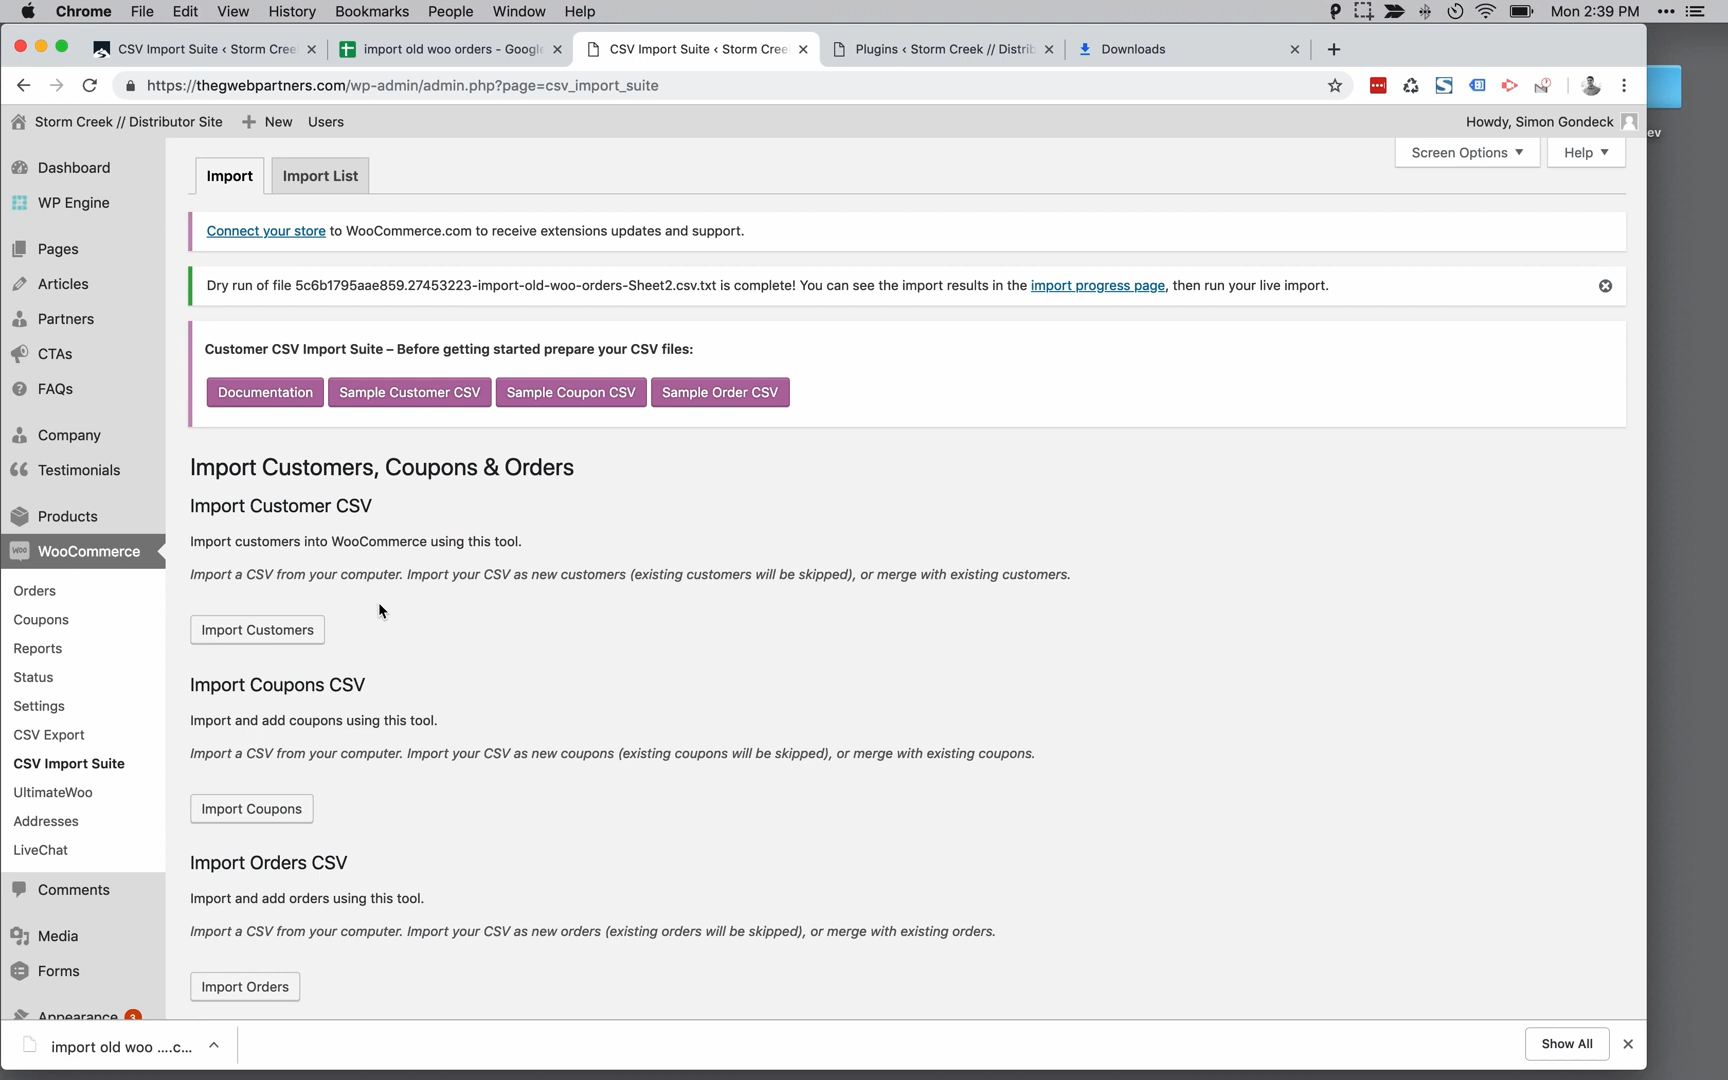 Chrome File Edit View History Bookmarks People Window Help Mon 2:39 PM
CSV Import Suite ‹ Storm Cree import old woo orders - Google CSV Import Suite ‹ Storm Cree Plugins ‹ Storm Creek // Distrib Downloads
https://thegwebpartners.com/wp-admin/admin.php?page=csv_import_suite
Storm Creek // Distributor Site New Users Howdy, Simon Gondeck
ev
Screen Options Help
Import Import List
Connect your store to WooCommerce.com to receive extensions updates and support.
Dry run of file 5c6b1795aae859.27453223-import-old-woo-orders-Sheet2.csv.txt is complete! You can see the import results in the import progress page, then run your live import.
Customer CSV Import Suite – Before getting started prepare your CSV files:
Documentation Sample Customer CSV Sample Coupon CSV Sample Order CSV
Import Customers, Coupons & Orders
Import Customer CSV
Import customers into WooCommerce using this tool.
Import a CSV from your computer. Import your CSV as new customers (existing customers will be skipped), or merge with existing customers.
Import Customers
Import Coupons CSV
Import and add coupons using this tool.
Import a CSV from your computer. Import your CSV as new coupons (existing coupons will be skipped), or merge with existing coupons.
Import Coupons
Import Orders CSV
Import and add orders using this tool.
Import a CSV from your computer. Import your CSV as new orders (existing orders will be skipped), or merge with existing orders.
Import Orders
Dashboard
WP Engine
Pages
Articles
Partners
CTAs
FAQs
Company
Testimonials
Products
woo WooCommerce
Orders
Coupons
Reports
Status
Settings
CSV Export
CSV Import Suite
UltimateWoo
Addresses
LiveChat
Comments
Media
Forms
Appearance 3
import old woo ....c... Show All